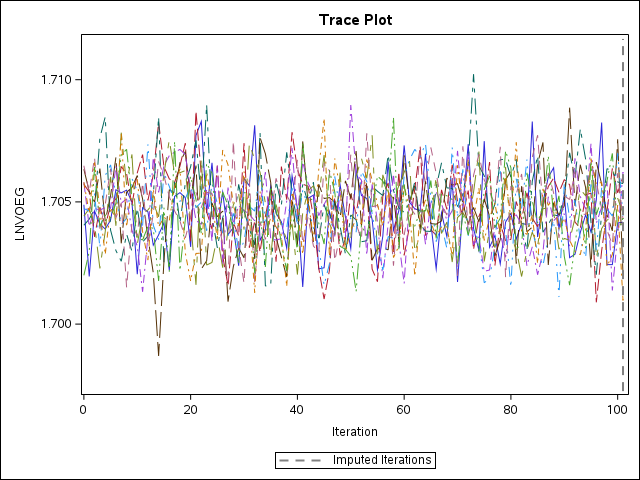 Trace Plot
1.710
1.705
1.700
LNVOEG
0 20 40 60 80 100
Iteration
Imputed Iterations